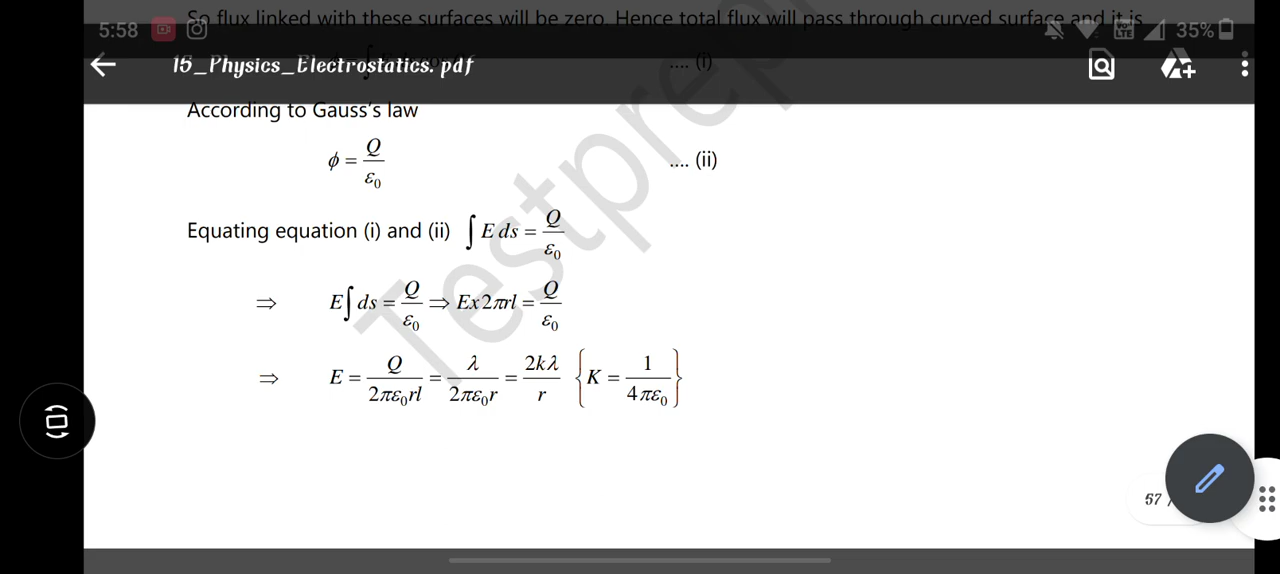 So flux linked with these surfaces will be zero. Hence total flux will pass through curved surface and it is
5:58 35%
15_Physics_Electrostatics.pdf
.... (i)
According to Gauss's law
ϕ = Q/ε₀ .... (ii)
Equating equation (i) and (ii) ∫ E ds = Q/ε₀
⇒ E∫ ds = Q/ε₀ ⇒ Ex2πrl = Q/ε₀
⇒ E = Q/2πε₀rl = λ/2πε₀r = 2kλ/r {K = 1/4πε₀}
57 /
Testprep